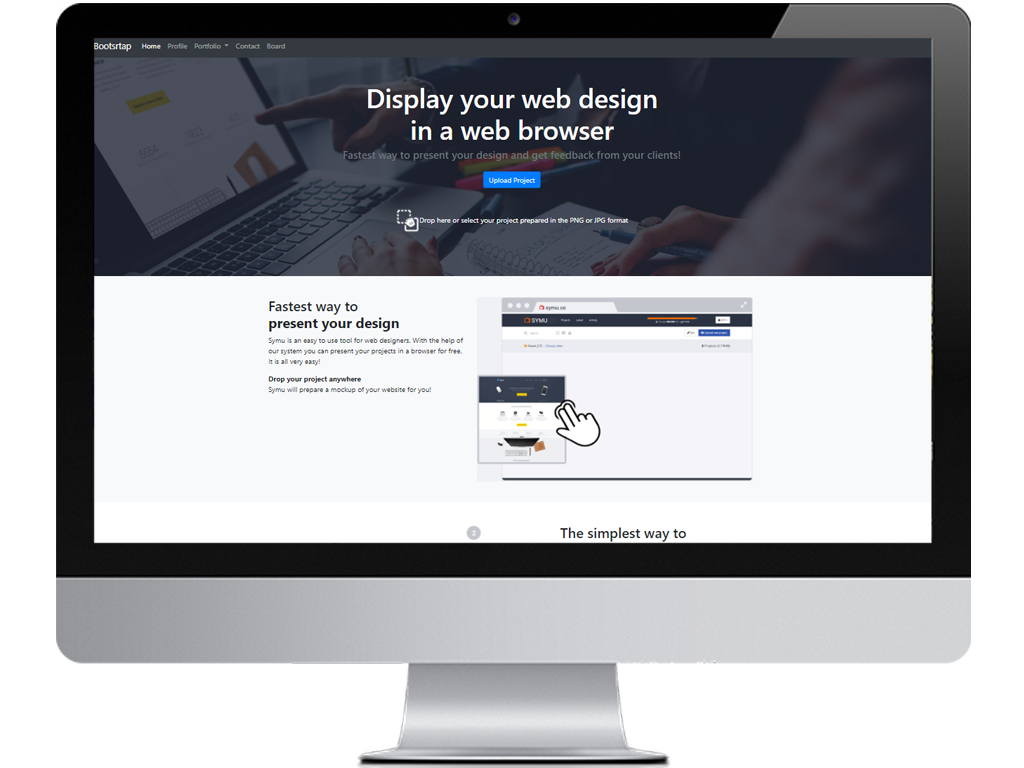 Bootsrtap Home Profile Portfolio Contact Board
Display your web design
in a web browser
Fastest way to present your design and get feedback from your clients!
Upload Project
Drop here or select your project prepared in the PNG or JPG format
Fastest way to
present your design
Symu is an easy to use tool for web designers. With the help of
our system you can present your projects in a browser for free.
It is all very easy!
Drop your project anywhere
Symu will prepare a mockup of your website for you!
symu.co
SYMU
The simplest way to